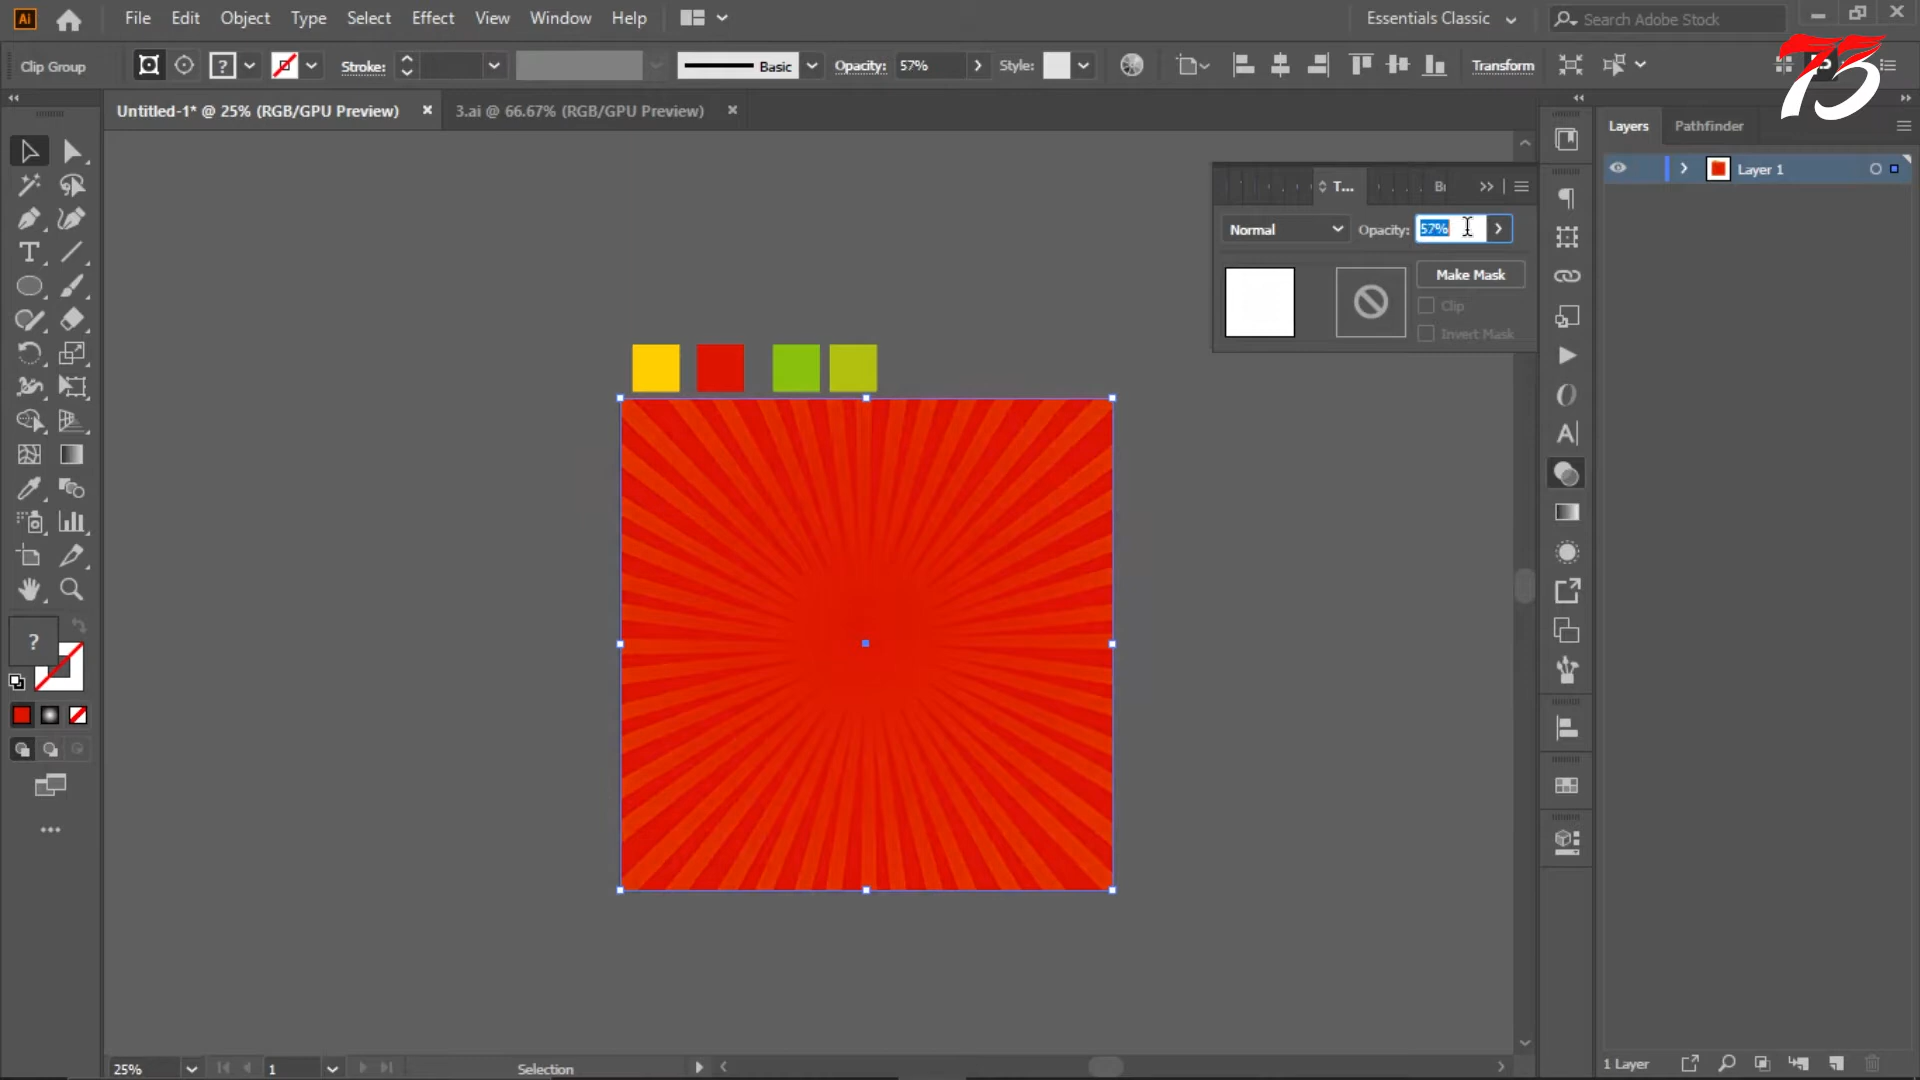 Ai File Edit Object Type Select Effect View Window Help Essentials Classic Search Adobe Stock
Clip Group ? Stroke: Basic Opacity: 57% Style: Transform
Untitled-1* @ 25% (RGB/GPU Preview) 3.ai @ 66.67% (RGB/GPU Preview)
Layers Pathfinder
Layer 1
T...
Normal Opacity: 57%
Make Mask
Clip
Invert Mask
?
25% 1 Selection
1 Layer